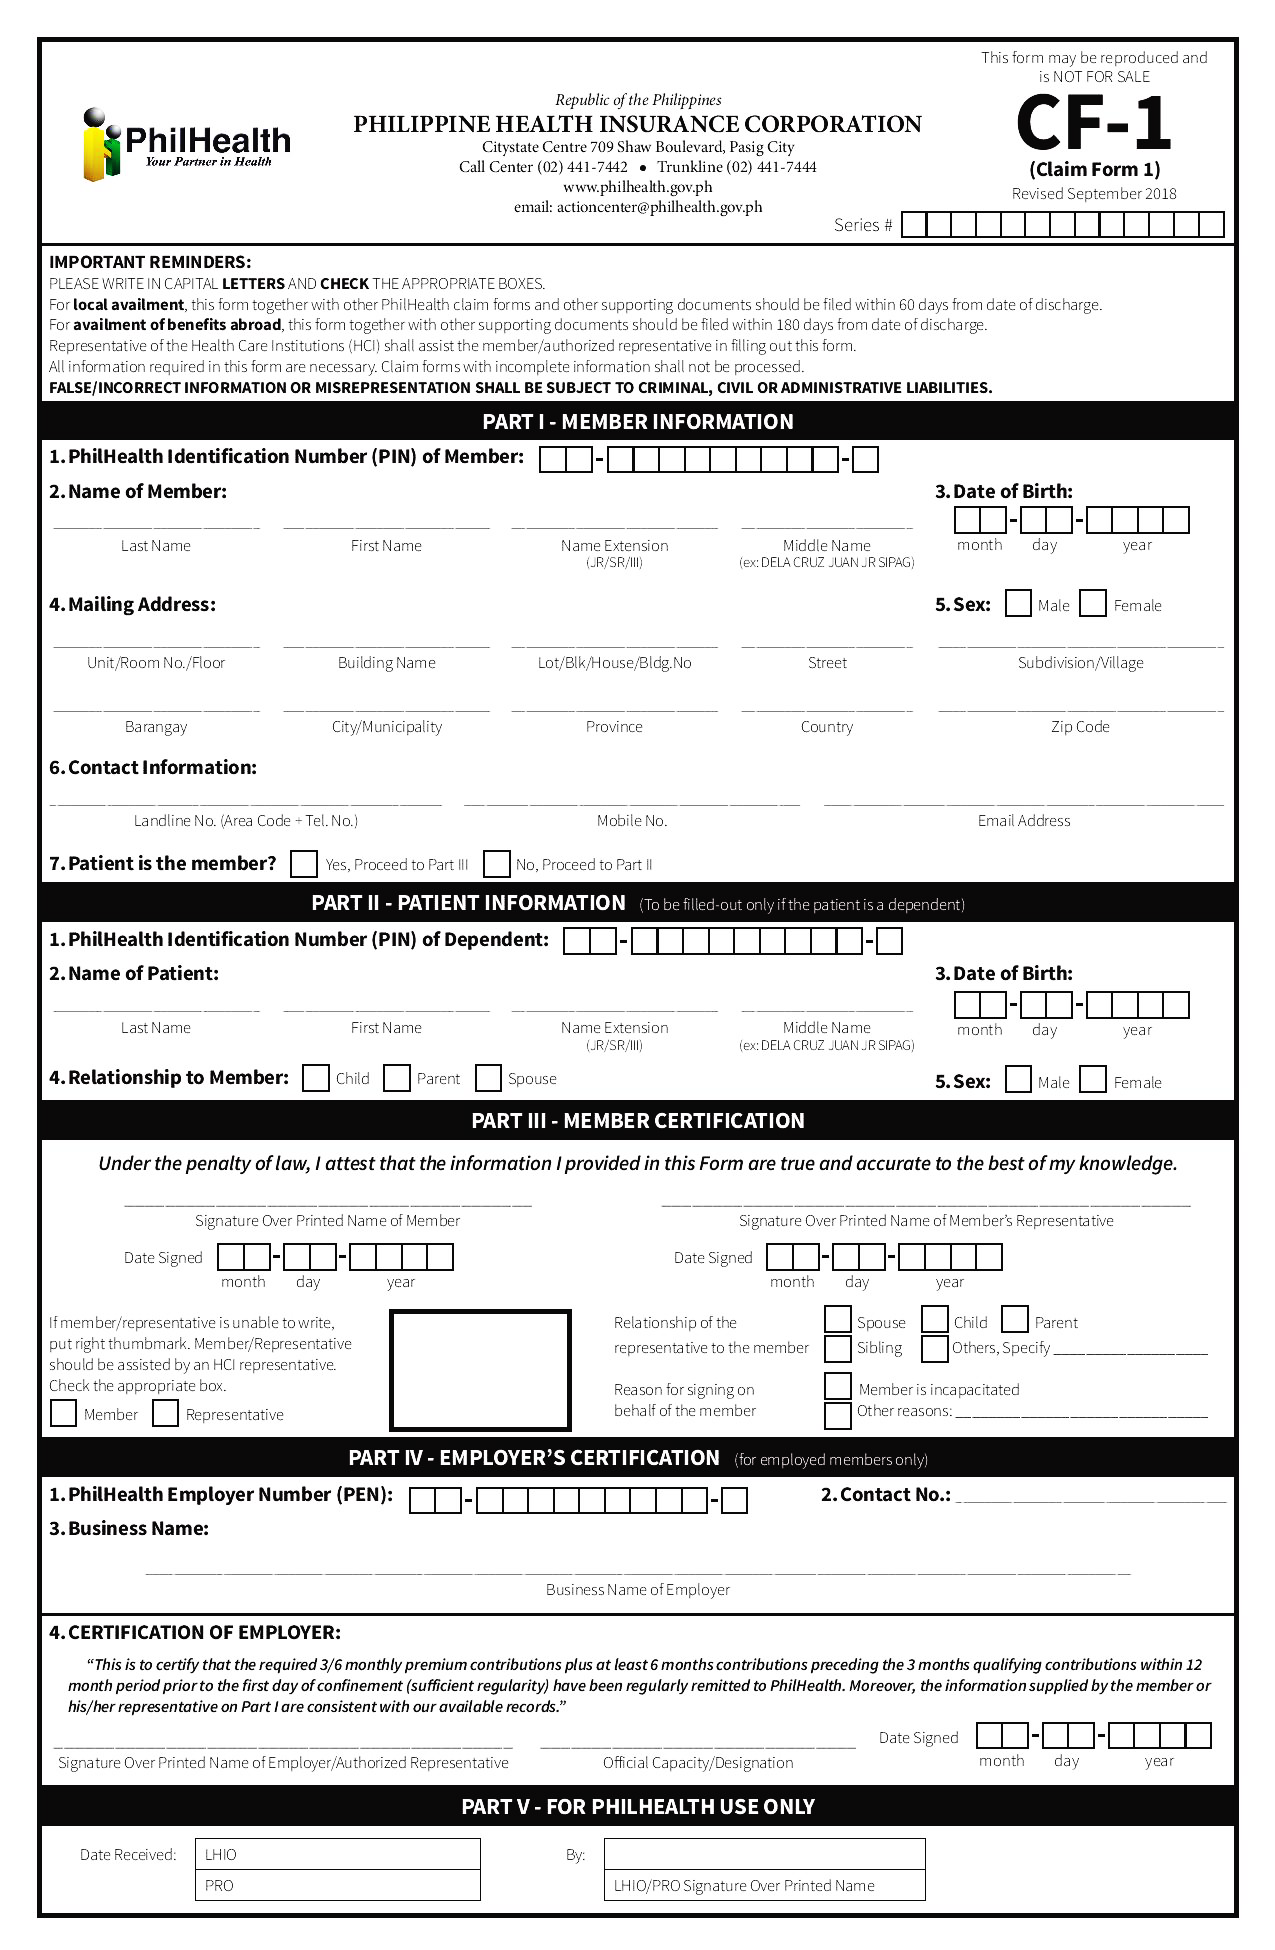 This form may be reproduced and
is NOT FOR SALE
PhilHealth
Your Partner in Health
Republic of the Philippines
PHILIPPINE HEALTH INSURANCE CORPORATION
Citystate Centre 709 Shaw Boulevard, Pasig City
Call Center (02) 441-7442 • Trunkline (02) 441-7444
www.philhealth.gov.ph
email: actioncenter@philhealth.gov.ph
CF-1
(Claim Form 1)
Revised September 2018
Series #
IMPORTANT REMINDERS:
PLEASE WRITE IN CAPITAL LETTERS AND CHECK THE APPROPRIATE BOXES.
For local availment, this form together with other PhilHealth claim forms and other supporting documents should be filed within 60 days from date of discharge.
For availment of benefits abroad, this form together with other supporting documents should be filed within 180 days from date of discharge.
Representative of the Health Care Institutions (HCI) shall assist the member/authorized representative in filling out this form.
All information required in this form are necessary. Claim forms with incomplete information shall not be processed.
FALSE/INCORRECT INFORMATION OR MISREPRESENTATION SHALL BE SUBJECT TO CRIMINAL, CIVIL OR ADMINISTRATIVE LIABILITIES.
PART I - MEMBER INFORMATION
1. PhilHealth Identification Number (PIN) of Member: - -
2. Name of Member: 3. Date of Birth:
- -
Last Name First Name Name Extension Middle Name month day year
(JR/SR/III) (ex: DELA CRUZ JUAN JR SIPAG)
4. Mailing Address: 5. Sex: Male Female
Unit/Room No./Floor Building Name Lot/Blk/House/Bldg.No Street Subdivision/Village
Barangay City/Municipality Province Country Zip Code
6. Contact Information:
Landline No. (Area Code + Tel. No.) Mobile No. Email Address
7. Patient is the member? Yes, Proceed to Part III No, Proceed to Part II
PART II - PATIENT INFORMATION (To be filled-out only if the patient is a dependent)
1. PhilHealth Identification Number (PIN) of Dependent: - -
2. Name of Patient: 3. Date of Birth:
- -
Last Name First Name Name Extension Middle Name month day year
(JR/SR/III) (ex: DELA CRUZ JUAN JR SIPAG)
4. Relationship to Member: Child Parent Spouse 5. Sex: Male Female
PART III - MEMBER CERTIFICATION
Under the penalty of law, I attest that the information I provided in this Form are true and accurate to the best of my knowledge.
Signature Over Printed Name of Member Signature Over Printed Name of Member's Representative
Date Signed - - Date Signed - -
month day year month day year
If member/representative is unable to write,
put right thumbmark. Member/Representative
should be assisted by an HCI representative.
Check the appropriate box.
Member Representative
Relationship of the Spouse Child Parent
representative to the member Sibling Others, Specify
Reason for signing on Member is incapacitated
behalf of the member Other reasons:
PART IV - EMPLOYER'S CERTIFICATION (for employed members only)
1. PhilHealth Employer Number (PEN): - - 2. Contact No.:
3. Business Name:
Business Name of Employer
4. CERTIFICATION OF EMPLOYER:
“This is to certify that the required 3/6 monthly premium contributions plus at least 6 months contributions preceding the 3 months qualifying contributions within 12
month period prior to the first day of confinement (sufficient regularity) have been regularly remitted to PhilHealth. Moreover, the information supplied by the member or
his/her representative on Part I are consistent with our available records.”
Date Signed - -
Signature Over Printed Name of Employer/Authorized Representative Official Capacity/Designation month day year
PART V - FOR PHILHEALTH USE ONLY
Date Received: LHIO By:
PRO LHIO/PRO Signature Over Printed Name